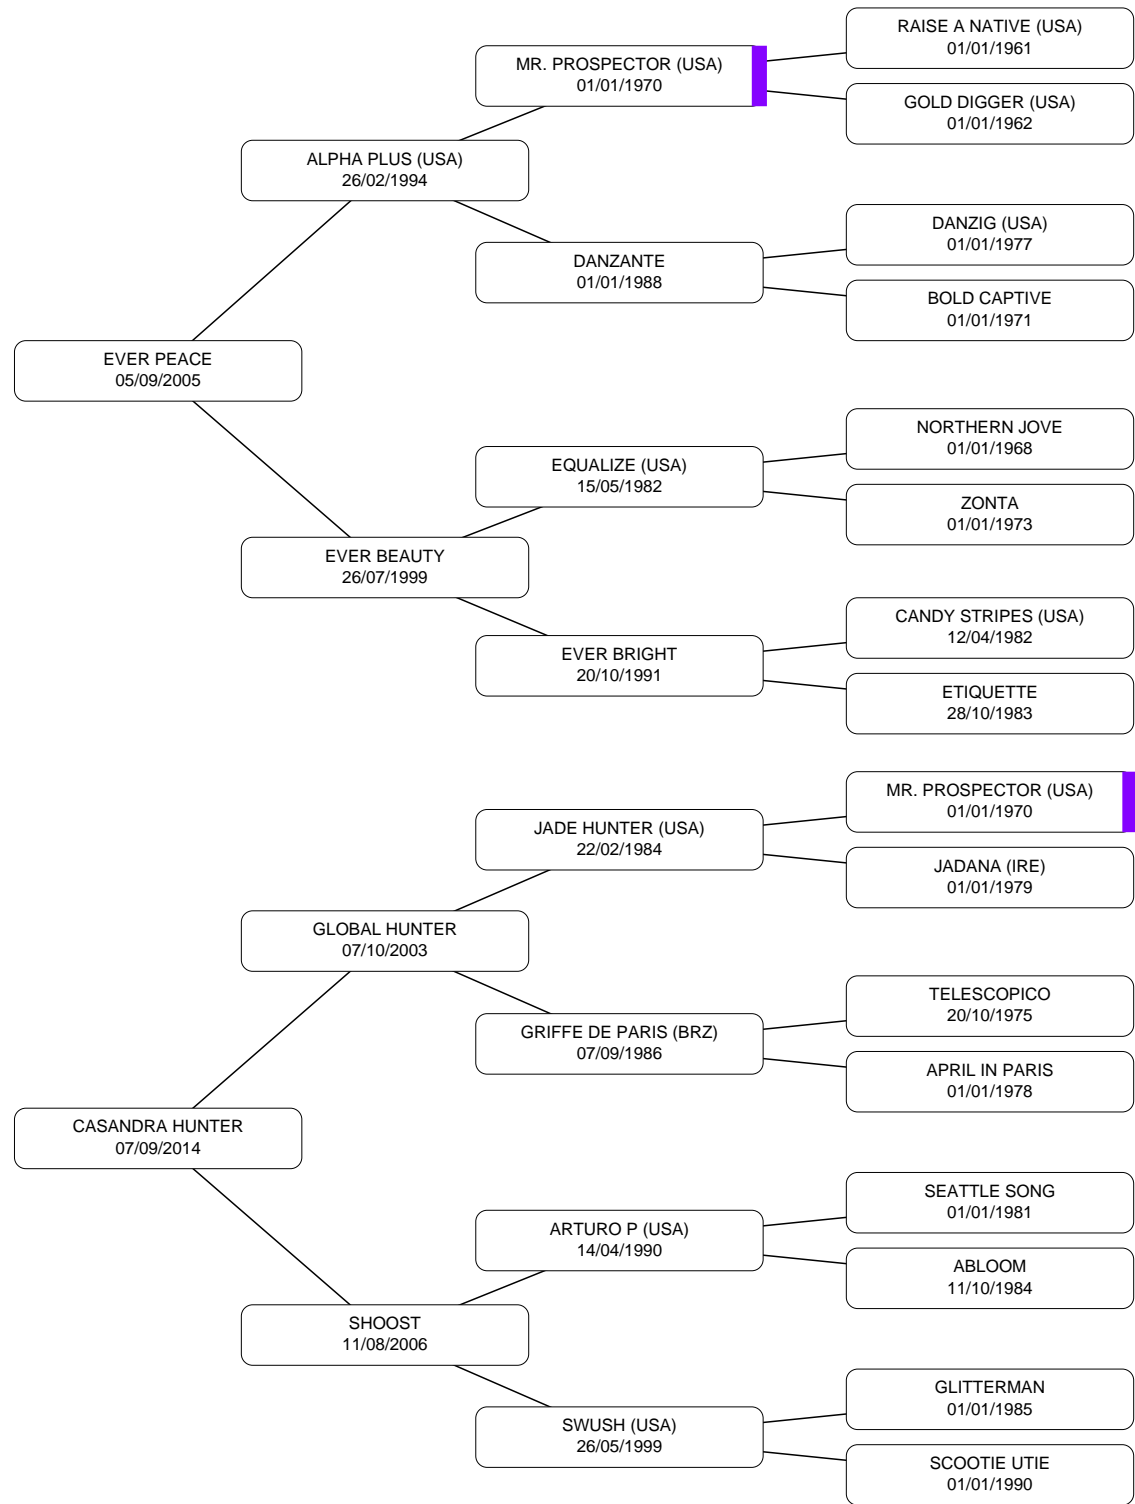 RAISE A NATIVE (USA)
01/01/1961
MR. PROSPECTOR (USA)
01/01/1970
GOLD DIGGER (USA)
01/01/1962
ALPHA PLUS (USA)
26/02/1994
DANZIG (USA)
01/01/1977
DANZANTE
01/01/1988
BOLD CAPTIVE
01/01/1971
EVER PEACE
05/09/2005
NORTHERN JOVE
01/01/1968
EQUALIZE (USA)
15/05/1982
ZONTA
01/01/1973
EVER BEAUTY
26/07/1999
CANDY STRIPES (USA)
12/04/1982
EVER BRIGHT
20/10/1991
ETIQUETTE
28/10/1983
MR. PROSPECTOR (USA)
01/01/1970
JADE HUNTER (USA)
22/02/1984
JADANA (IRE)
01/01/1979
GLOBAL HUNTER
07/10/2003
TELESCOPICO
20/10/1975
GRIFFE DE PARIS (BRZ)
07/09/1986
APRIL IN PARIS
01/01/1978
CASANDRA HUNTER
07/09/2014
SEATTLE SONG
01/01/1981
ARTURO P (USA)
14/04/1990
ABLOOM
11/10/1984
SHOOST
11/08/2006
GLITTERMAN
01/01/1985
SWUSH (USA)
26/05/1999
SCOOTIE UTIE
01/01/1990